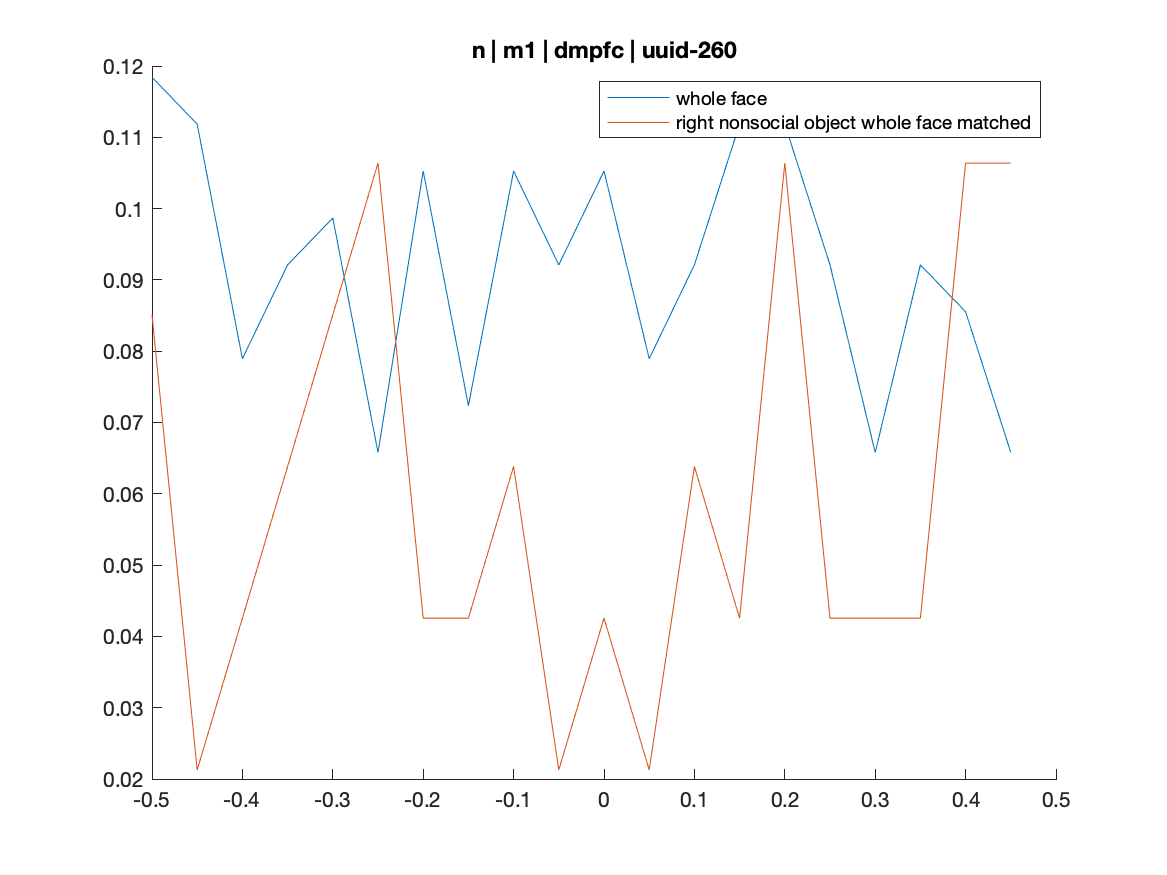 n | m1 | dmpfc | uuid-260
whole face
right nonsocial object whole face matched
0.12
0.11
0.1
0.09
0.08
0.07
0.06
0.05
0.04
0.03
0.02
-0.5 -0.4 -0.3 -0.2 -0.1 0 0.1 0.2 0.3 0.4 0.5